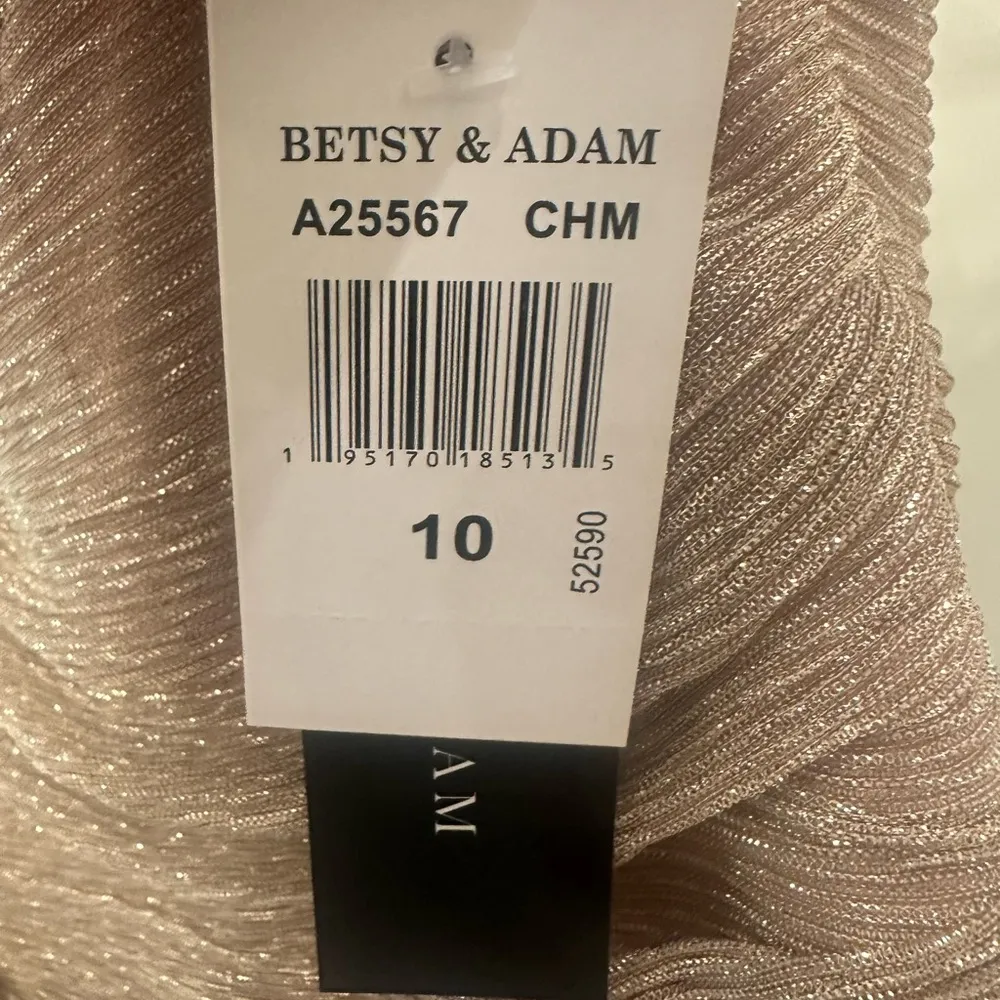 BETSY & ADAM
A25567 CHM
1 95170 18513 5
10
52590
AM